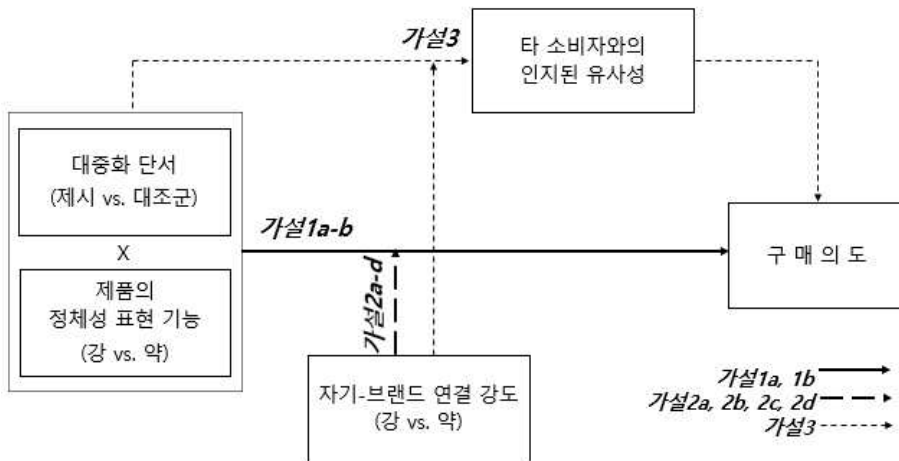 가설3
타 소비자와의
인지된 유사성
대중화 단서
(제시 vs. 대조군)
X
제품의
정체성 표현 기능
(강 vs. 약)
가설1a-b
가설2a-d
구 매 의 도
자기-브랜드 연결 강도
(강 vs. 약)
가설1a, 1b
가설2a, 2b, 2c, 2d
가설3